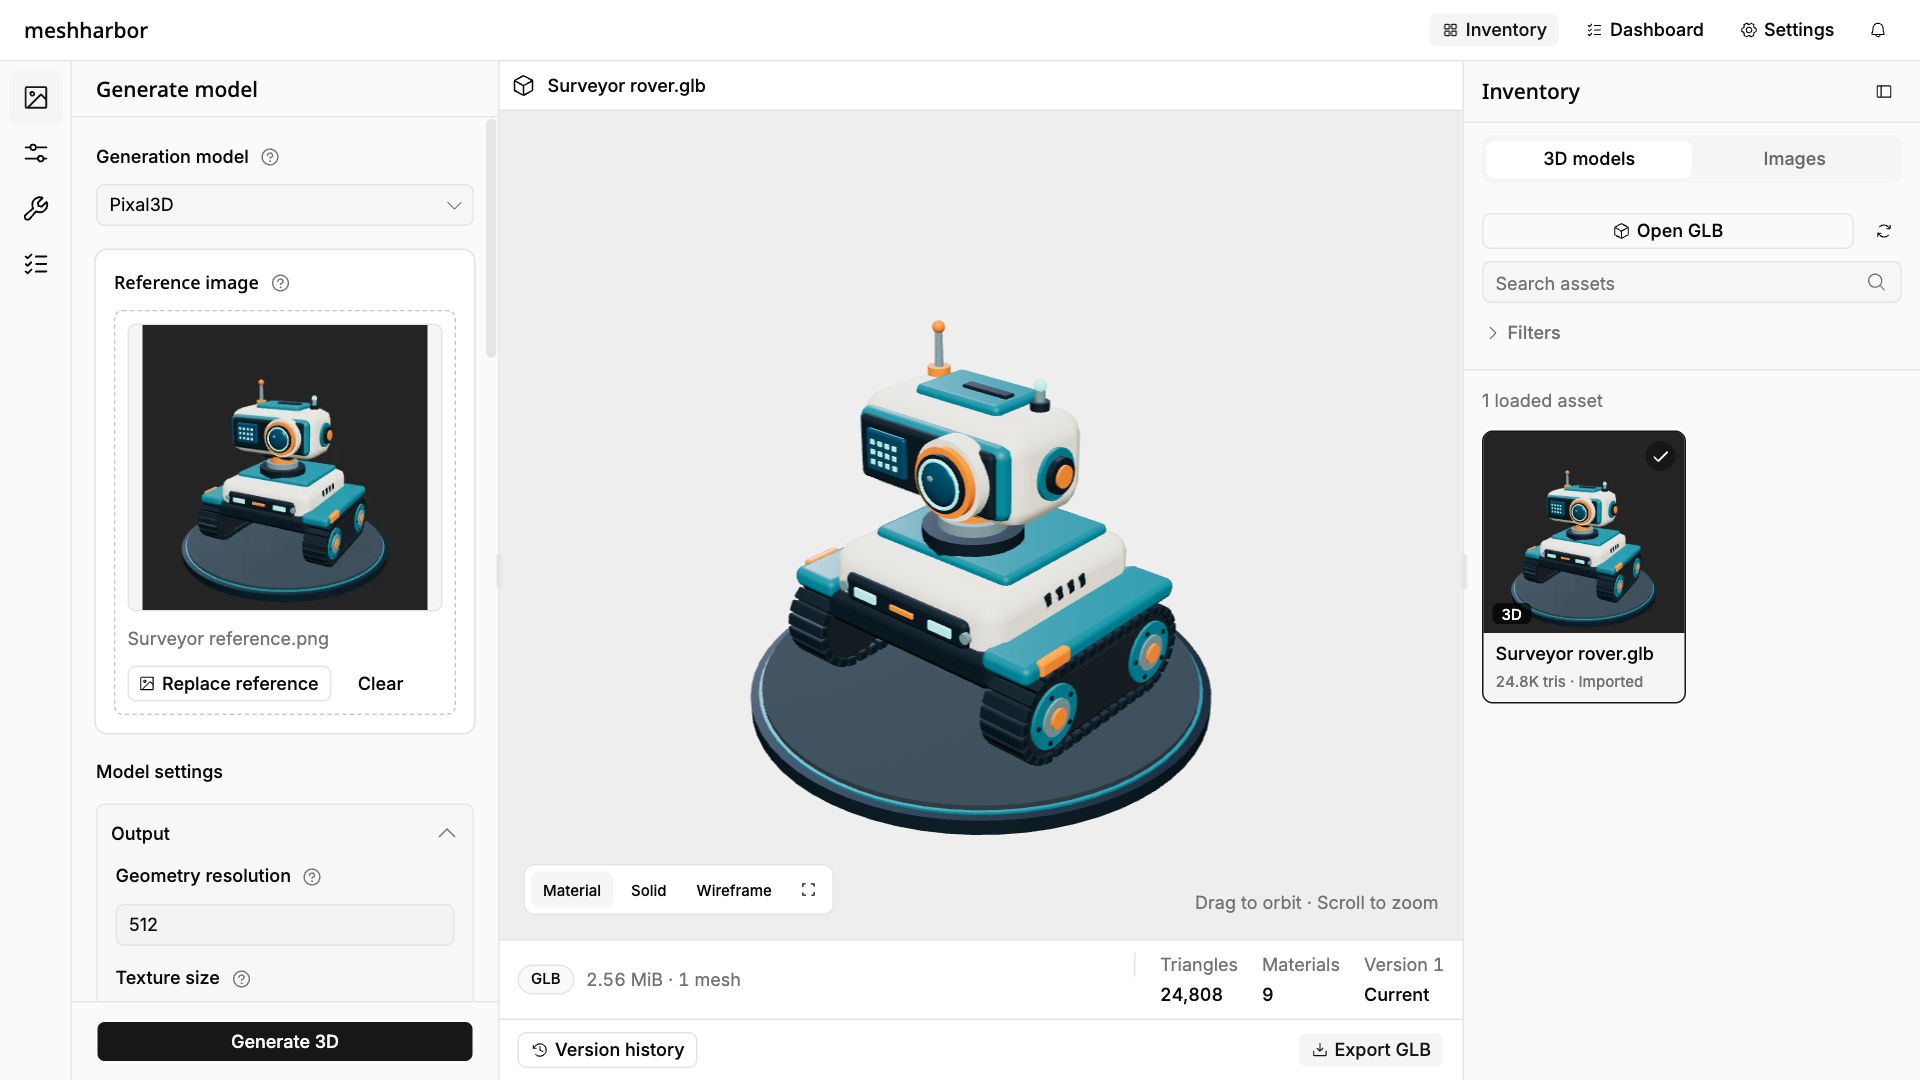 meshharbor
Inventory
Dashboard
Settings
Generate model
Generation model
Pixal3D
Reference image
Surveyor reference.png
Replace reference
Clear
Model settings
Output
Geometry resolution
512
Texture size
Generate 3D
Surveyor rover.glb
Material
Solid
Wireframe
Drag to orbit · Scroll to zoom
GLB
2.56 MiB · 1 mesh
Triangles
24,808
Materials
9
Version 1
Current
Version history
Export GLB
Inventory
3D models
Images
Open GLB
Search assets
Filters
1 loaded asset
3D
Surveyor rover.glb
24.8K tris · Imported